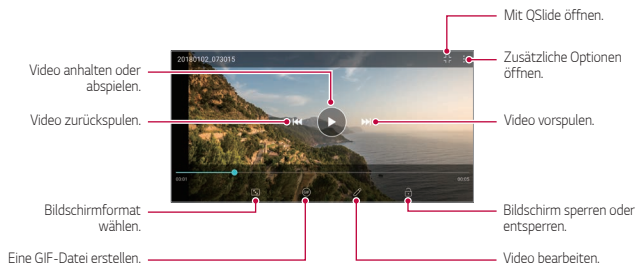 Mit QSlide öffnen.
20180102_073015
Zusätzliche Optionen
öffnen.
Video anhalten oder
abspielen.
Video zurückspulen.
Video vorspulen.
00:01
00:05
GIF
Bildschirmformat
wählen.
Bildschirm sperren oder
entsperren.
Eine GIF-Datei erstellen.
Video bearbeiten.